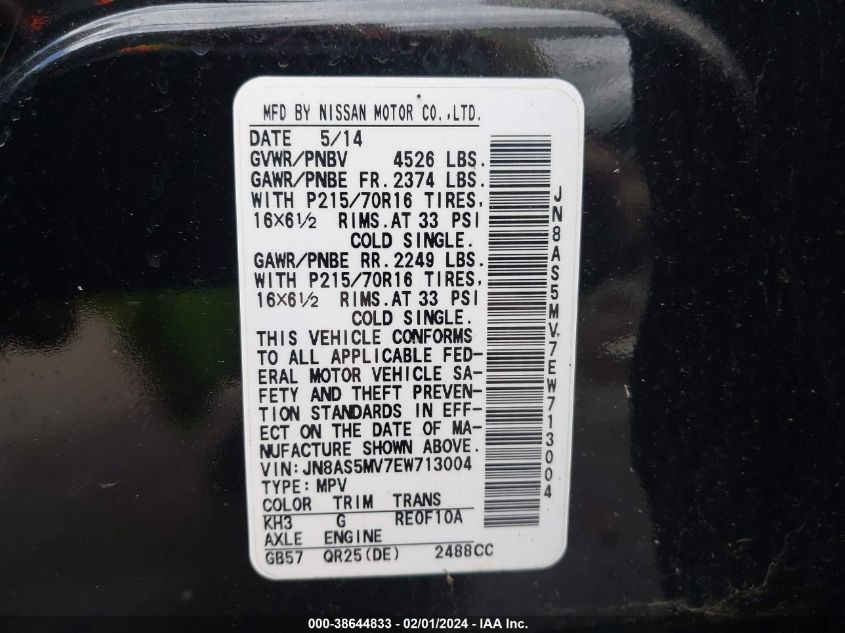 MFD BY NISSAN MOTOR CO.,LTD.
DATE 5/14
GVWR/PNBV 4526 LBS.
GAWR/PNBE FR. 2374 LBS.
WITH P215/70R16 TIRES,
16×6½ RIMS. AT 33 PSI
COLD SINGLE.
GAWR/PNBE RR. 2249 LBS.
WITH P215/70R16 TIRES,
16×6½ RIMS. AT 33 PSI
COLD SINGLE.
THIS VEHICLE CONFORMS
TO ALL APPLICABLE FED-
ERAL MOTOR VEHICLE SA-
FETY AND THEFT PREVEN-
TION STANDARDS IN EFF-
ECT ON THE DATE OF MA-
NUFACTURE SHOWN ABOVE.
VIN: JN8AS5MV7EW713004
TYPE: MPV
COLOR TRIM TRANS
KH3 G RE0F10A
AXLE ENGINE
GB57 QR25(DE) 2488CC
JN8AS5MV7EW713004
000-38644833 - 02/01/2024 - IAA Inc.